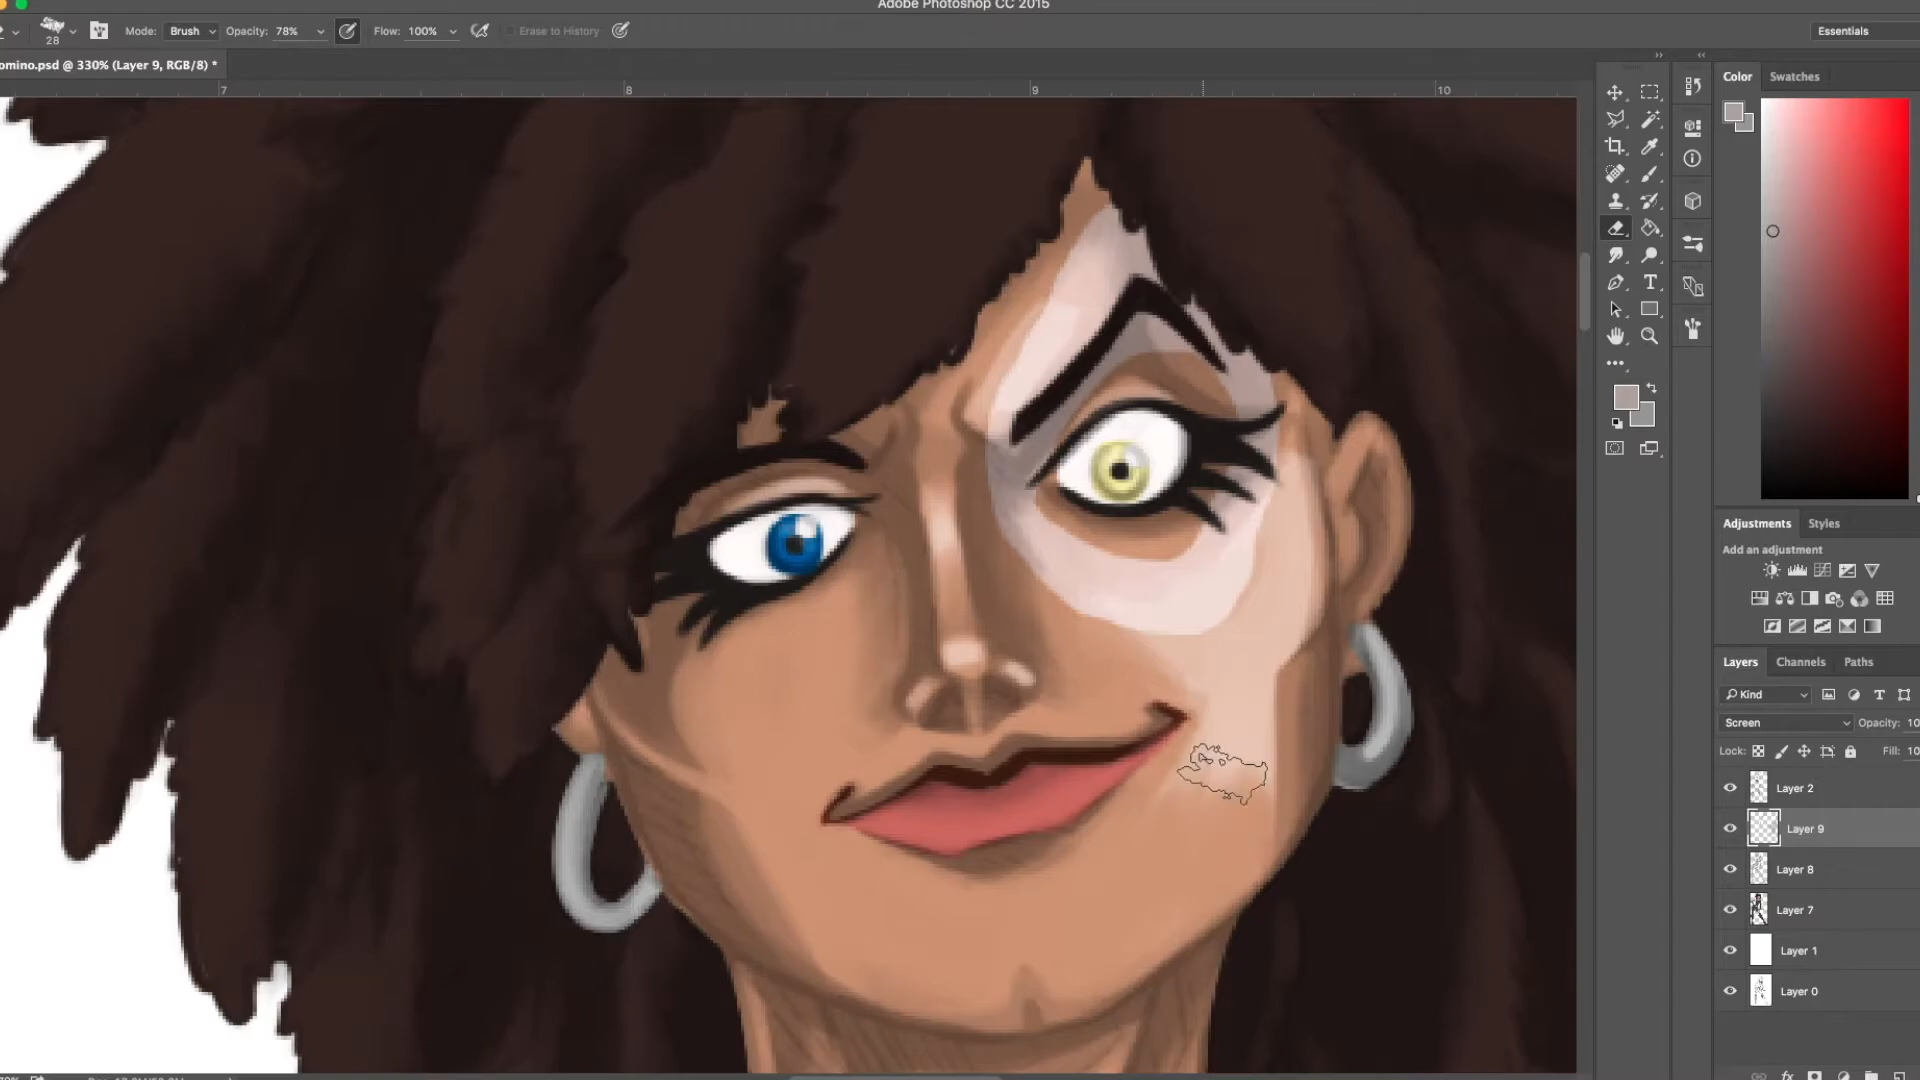 Adobe Photoshop CC 2015
28 Mode: Brush Opacity: 78% Flow: 100% Erase to History Essentials
omino.psd @ 330% (Layer 9, RGB/8) *
7 8 9 10
Color Swatches
Adjustments Styles
Add an adjustment
Layers Channels Paths
Kind
Screen Opacity: 10
Lock: Fill: 10
Layer 2
Layer 9
Layer 8
Layer 7
Layer 1
Layer 0
fx